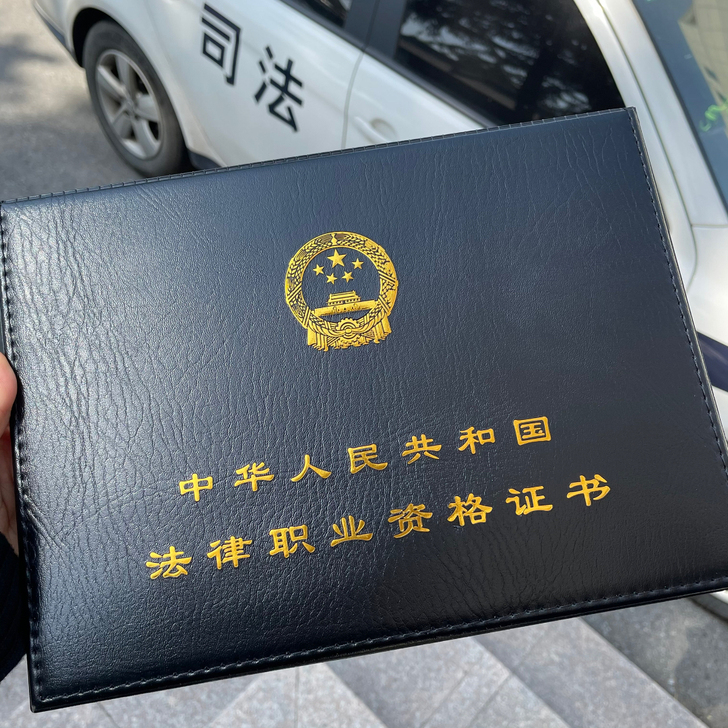 司法
中华人民共和国
法律职业资格证书